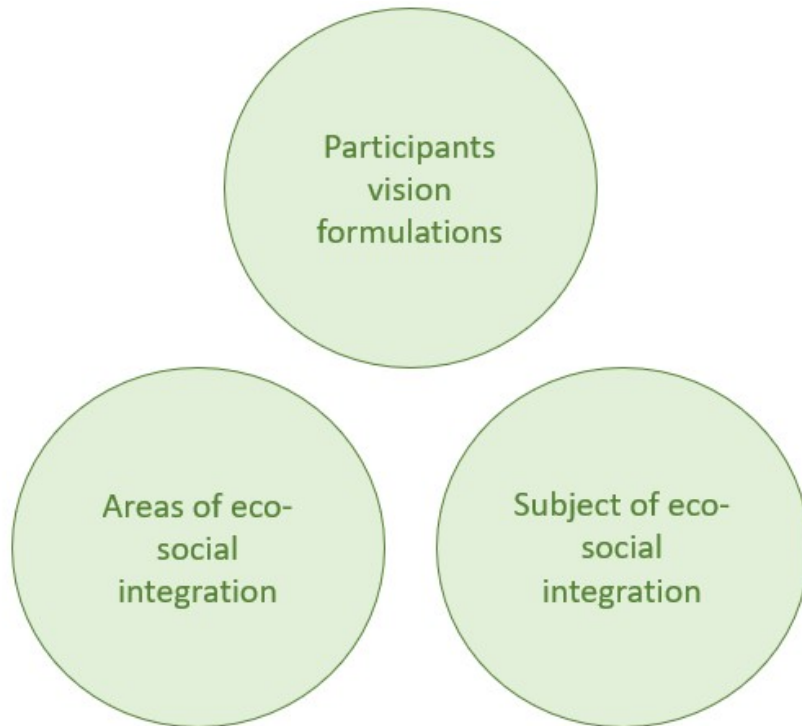 Participants
vision
formulations
Areas of eco-
social
integration
Subject of eco-
social
integration